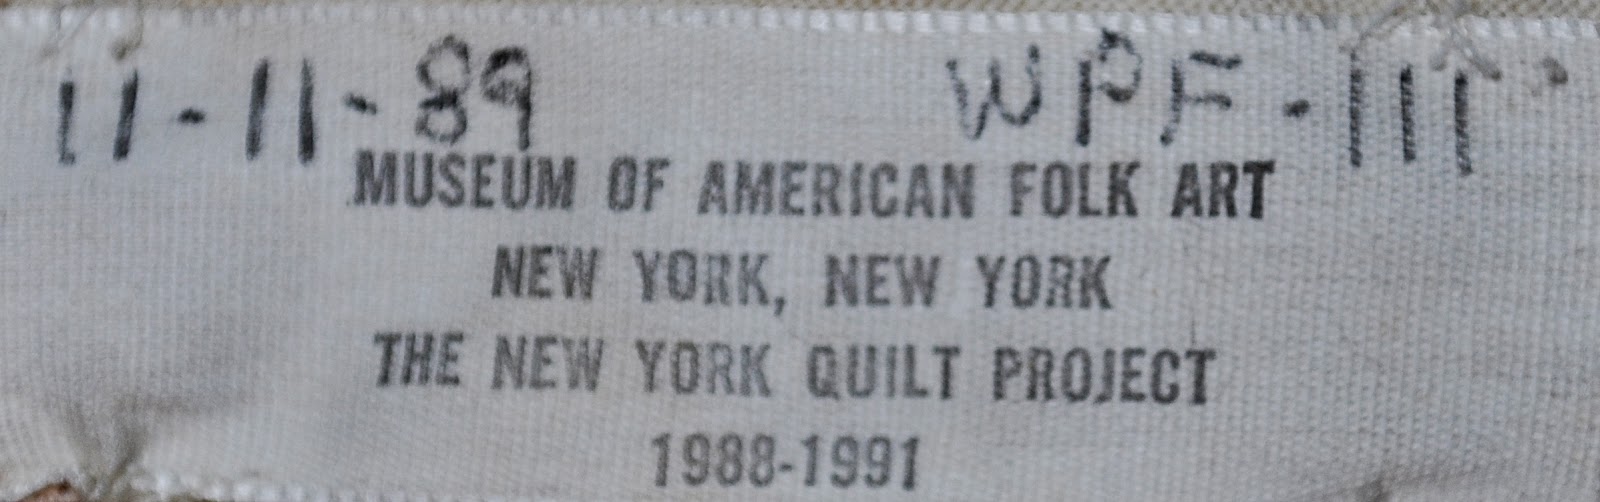 11-11-89 WPF-111
MUSEUM OF AMERICAN FOLK ART
NEW YORK, NEW YORK
THE NEW YORK QUILT PROJECT
1988-1991